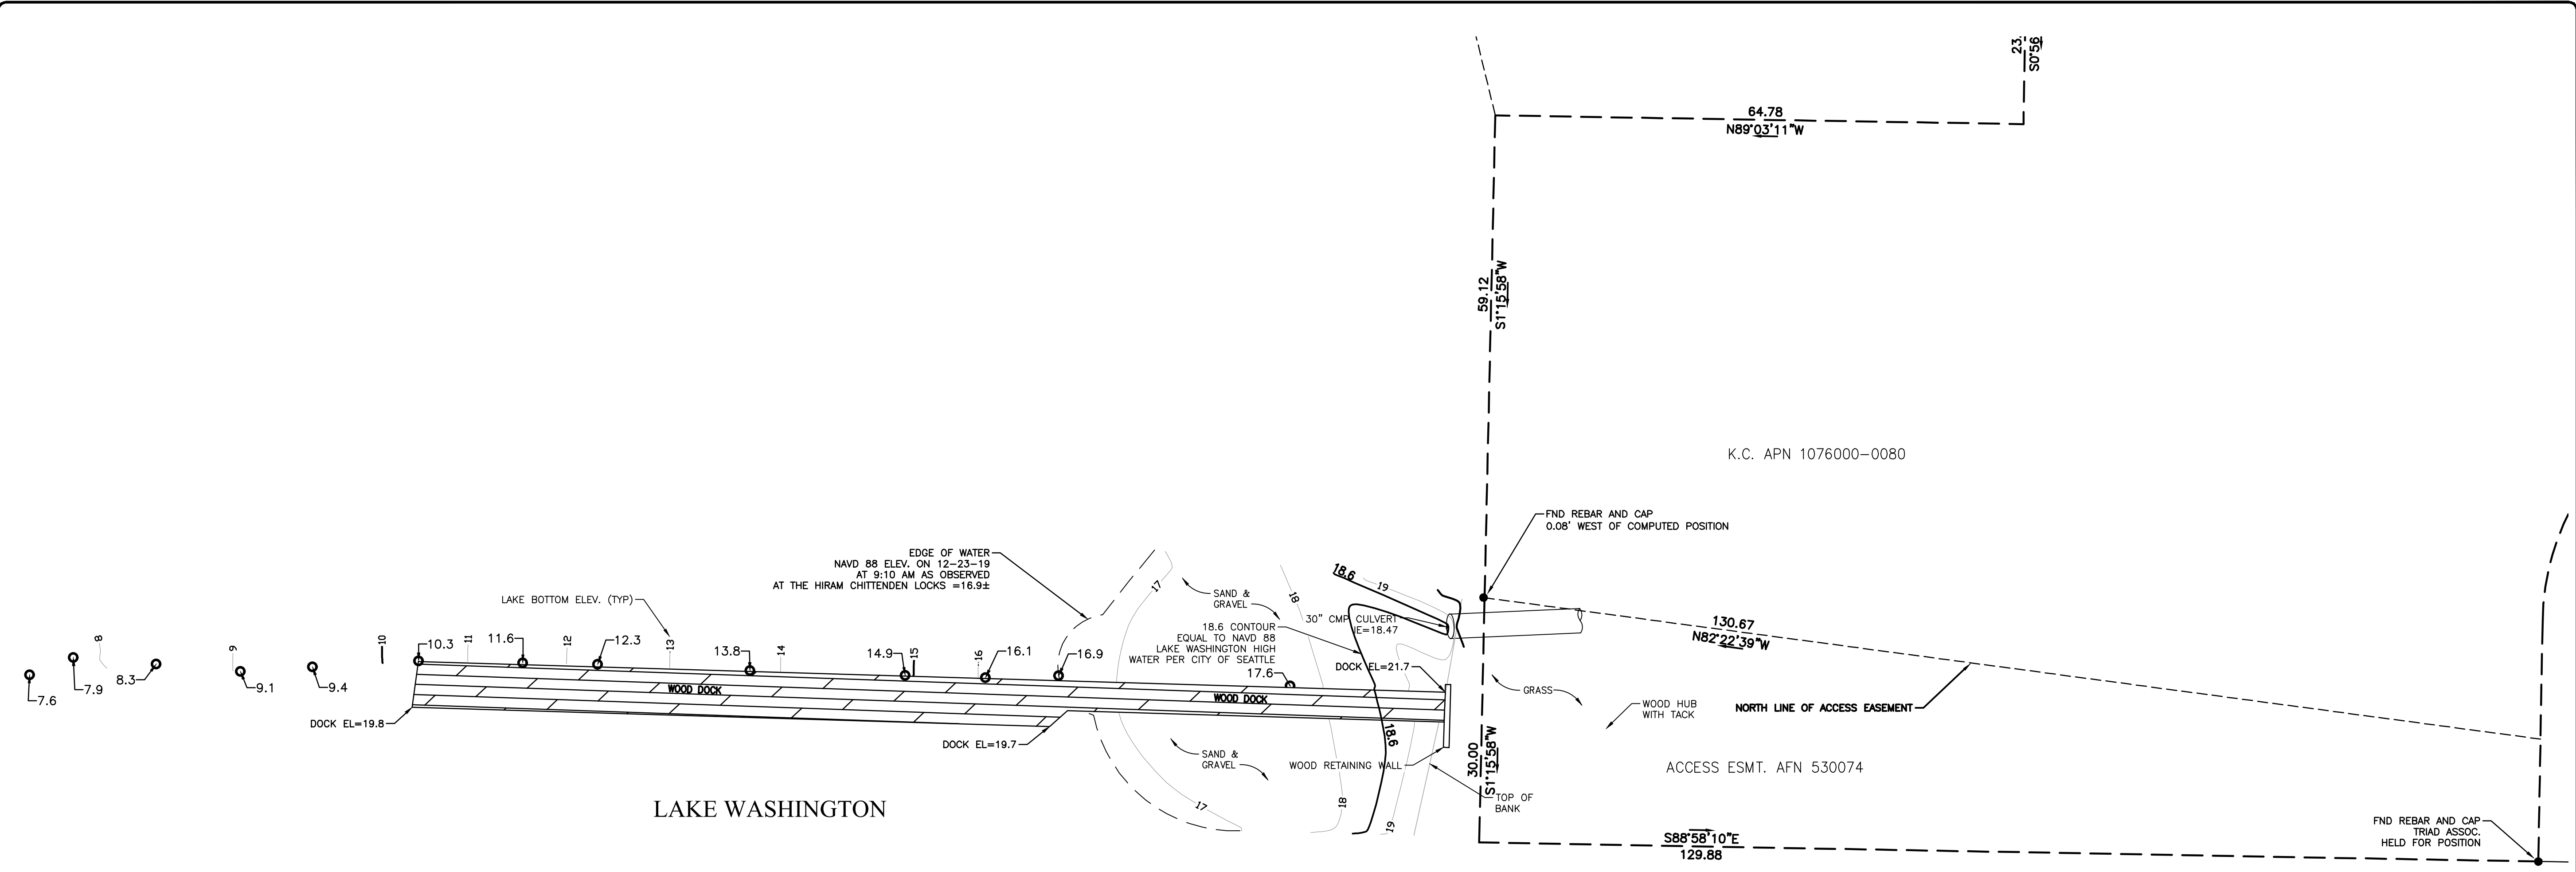 23.
S0°56
64.78
N89°03'11"W
59.12
S1°15'58"W
K.C. APN 1076000-0080
FND REBAR AND CAP
0.08' WEST OF COMPUTED POSITION
EDGE OF WATER
NAVD 88 ELEV. ON 12-23-19
AT 9:10 AM AS OBSERVED
AT THE HIRAM CHITTENDEN LOCKS =16.9±
LAKE BOTTOM ELEV. (TYP)
17
SAND &
GRAVEL
18
18.6
19
30" CMP CULVERT
IE=18.47
18.6 CONTOUR
EQUAL TO NAVD 88
LAKE WASHINGTON HIGH
WATER PER CITY OF SEATTLE
DOCK EL=21.7
130.67
N82°22'39"W
8
9
10
11
12
13
14
15
16
7.6
7.9
8.3
9.1
9.4
10.3
11.6
12.3
13.8
14.9
16.1
16.9
17.6
WOOD DOCK
WOOD DOCK
DOCK EL=19.8
DOCK EL=19.7
GRASS
WOOD HUB
WITH TACK
NORTH LINE OF ACCESS EASEMENT
18.6
SAND &
GRAVEL
WOOD RETAINING WALL
30.00
S1°15'58"W
ACCESS ESMT. AFN 530074
LAKE WASHINGTON
17
18
19
TOP OF
BANK
S88°58'10"E
129.88
FND REBAR AND CAP
TRIAD ASSOC.
HELD FOR POSITION